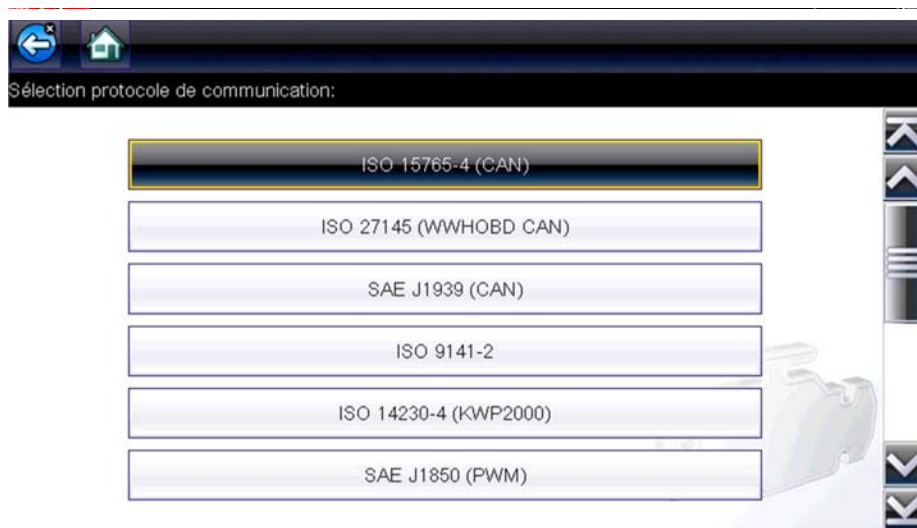 Sélection protocole de communication:
ISO 15765-4 (CAN)
ISO 27145 (WWHOBD CAN)
SAE J1939 (CAN)
ISO 9141-2
ISO 14230-4 (KWP2000)
SAE J1850 (PWM)